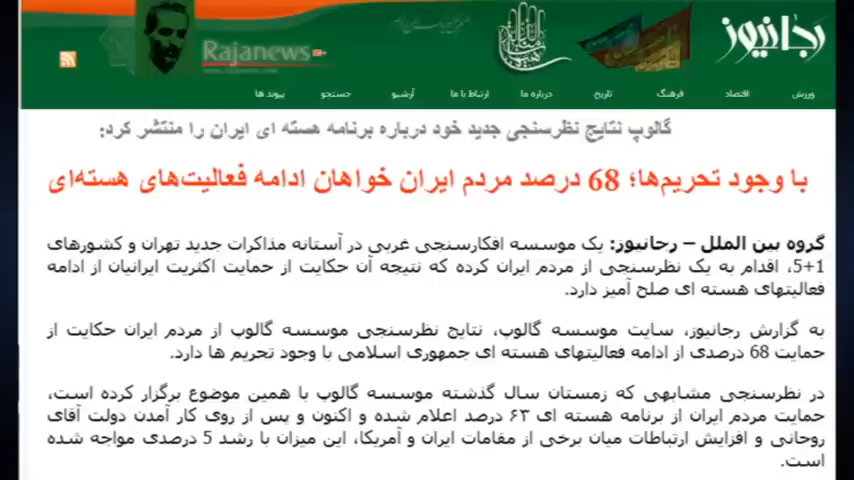 رجانیوز
Rajanews
ورزش اقتصاد فرهنگ تاریخ درباره ما ارتباط با ما آرشیو جستجو پیوند ها
گالوپ نتایج نظرسنجی جدید خود درباره برنامه هسته ای ایران را منتشر کرد:
با وجود تحریم‌ها؛ 68 درصد مردم ایران خواهان ادامه فعالیت‌های هسته‌ای
گروه بین الملل – رجانیوز: یک موسسه افکارسنجی غربی در آستانه مذاکرات جدید تهران و کشورهای
5+1، اقدام به یک نظرسنجی از مردم ایران کرده که نتیجه آن حکایت از حمایت اکثریت ایرانیان از ادامه
فعالیتهای هسته ای صلح آمیز دارد.
به گزارش رجانیوز، سایت موسسه گالوپ، نتایج نظرسنجی موسسه گالوپ از مردم ایران حکایت از
حمایت 68 درصدی از ادامه فعالیتهای هسته ای جمهوری اسلامی با وجود تحریم ها دارد.
در نظرسنجی مشابهی که زمستان سال گذشته موسسه گالوپ با همین موضوع برگزار کرده است،
حمایت مردم ایران از برنامه هسته ای ۶۳ درصد اعلام شده و اکنون و پس از روی کار آمدن دولت آقای
روحانی و افزایش ارتباطات میان برخی از مقامات ایران و آمریکا، این میزان با رشد 5 درصدی مواجه شده
است.